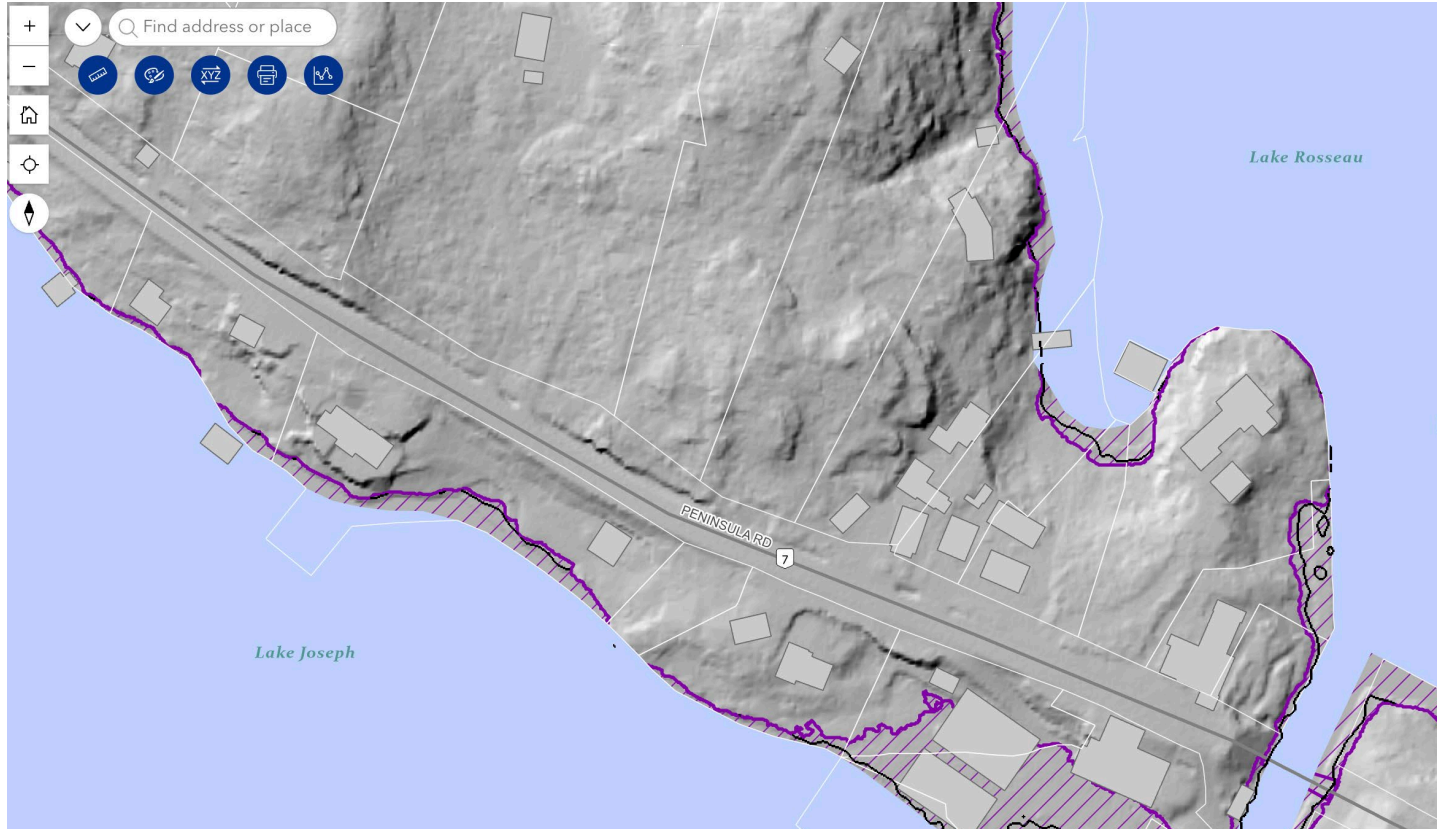 +
Find address or place
−
XYZ
Lake Rosseau
PENINSULA RD
7
Lake Joseph